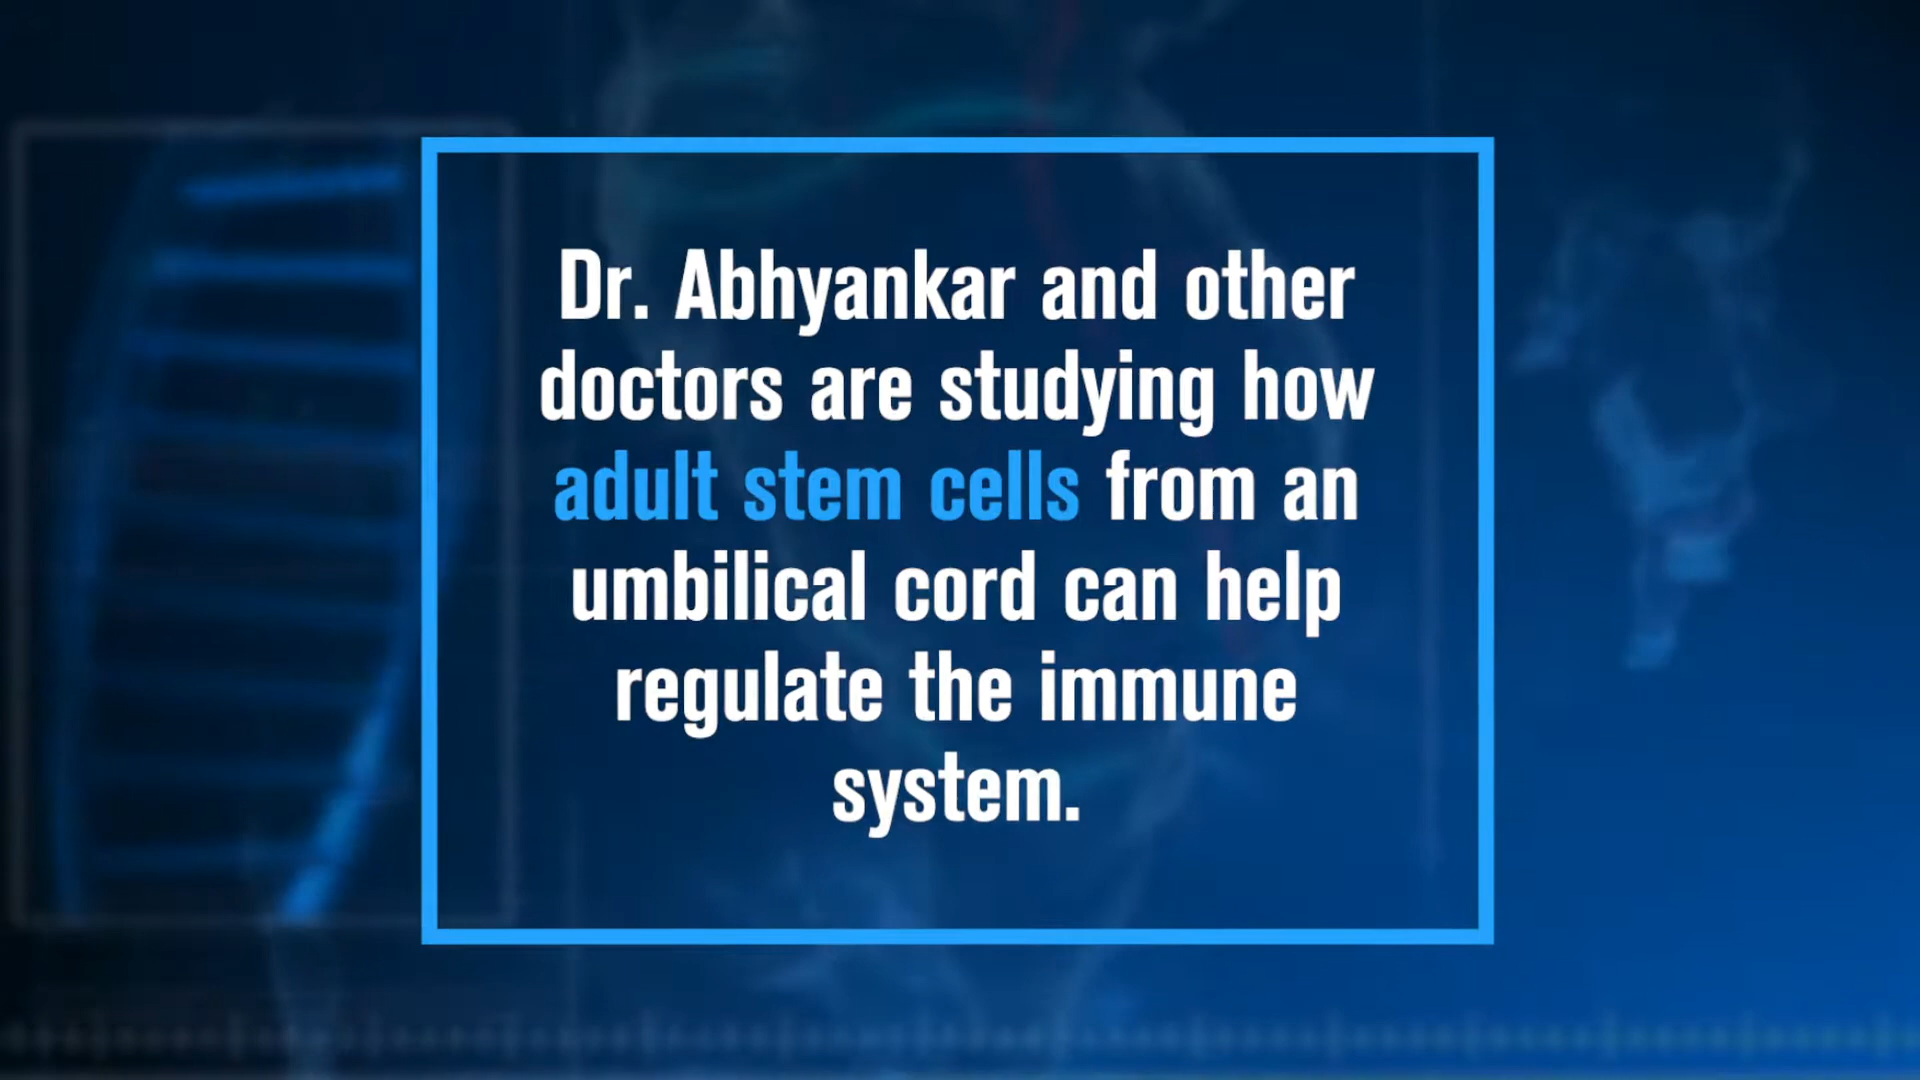 Dr. Abhyankar and other
doctors are studying how
adult stem cells from an
umbilical cord can help
regulate the immune
system.